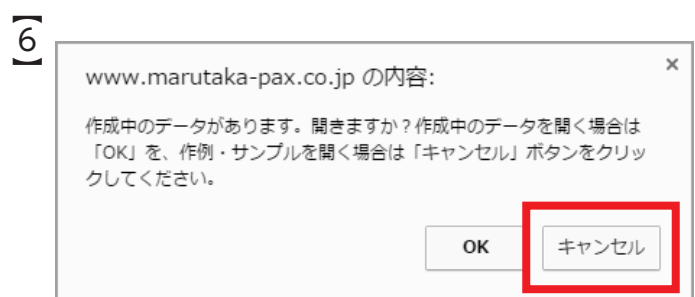 【6】
www.marutaka-pax.co.jp の内容:
×
作成中のデータがあります。開きますか？作成中のデータを開く場合は
「OK」を、作例・サンプルを開く場合は「キャンセル」ボタンをクリッ
クしてください。
OK
キャンセル